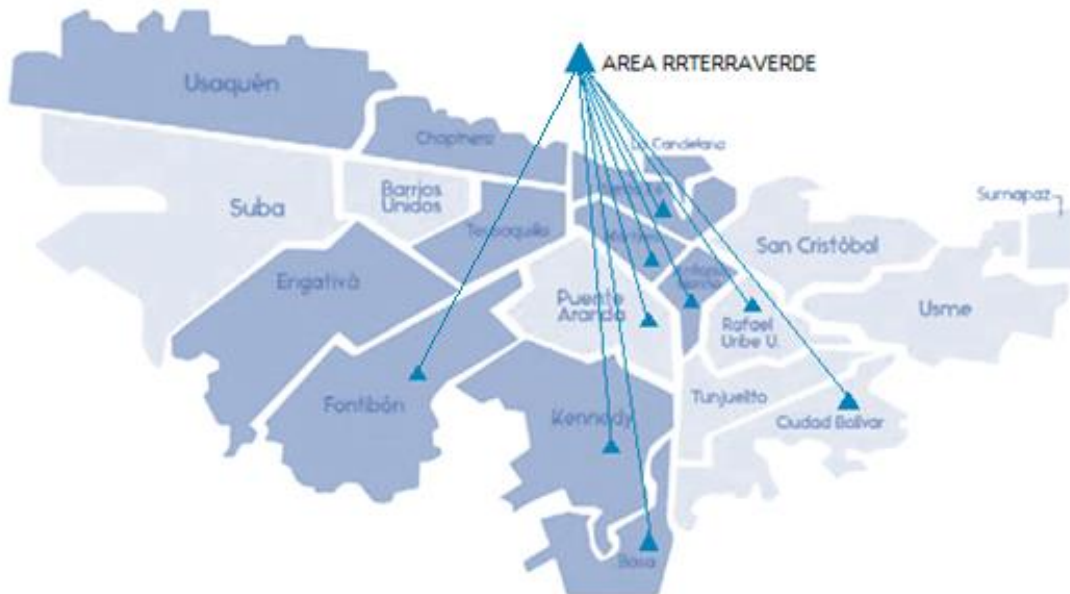 AREA RRTERRAVERDE
Usaquén
Chapinero
La Candelaria
Suba
Barrios
Unidos
Teusaquillo
San Cristóbal
Sumapaz
Engativá
Puente
Aranda
Rafael
Uribe U.
Usme
Fontibón
Kennedy
Tunjuelito
Ciudad Bolívar
Bosa